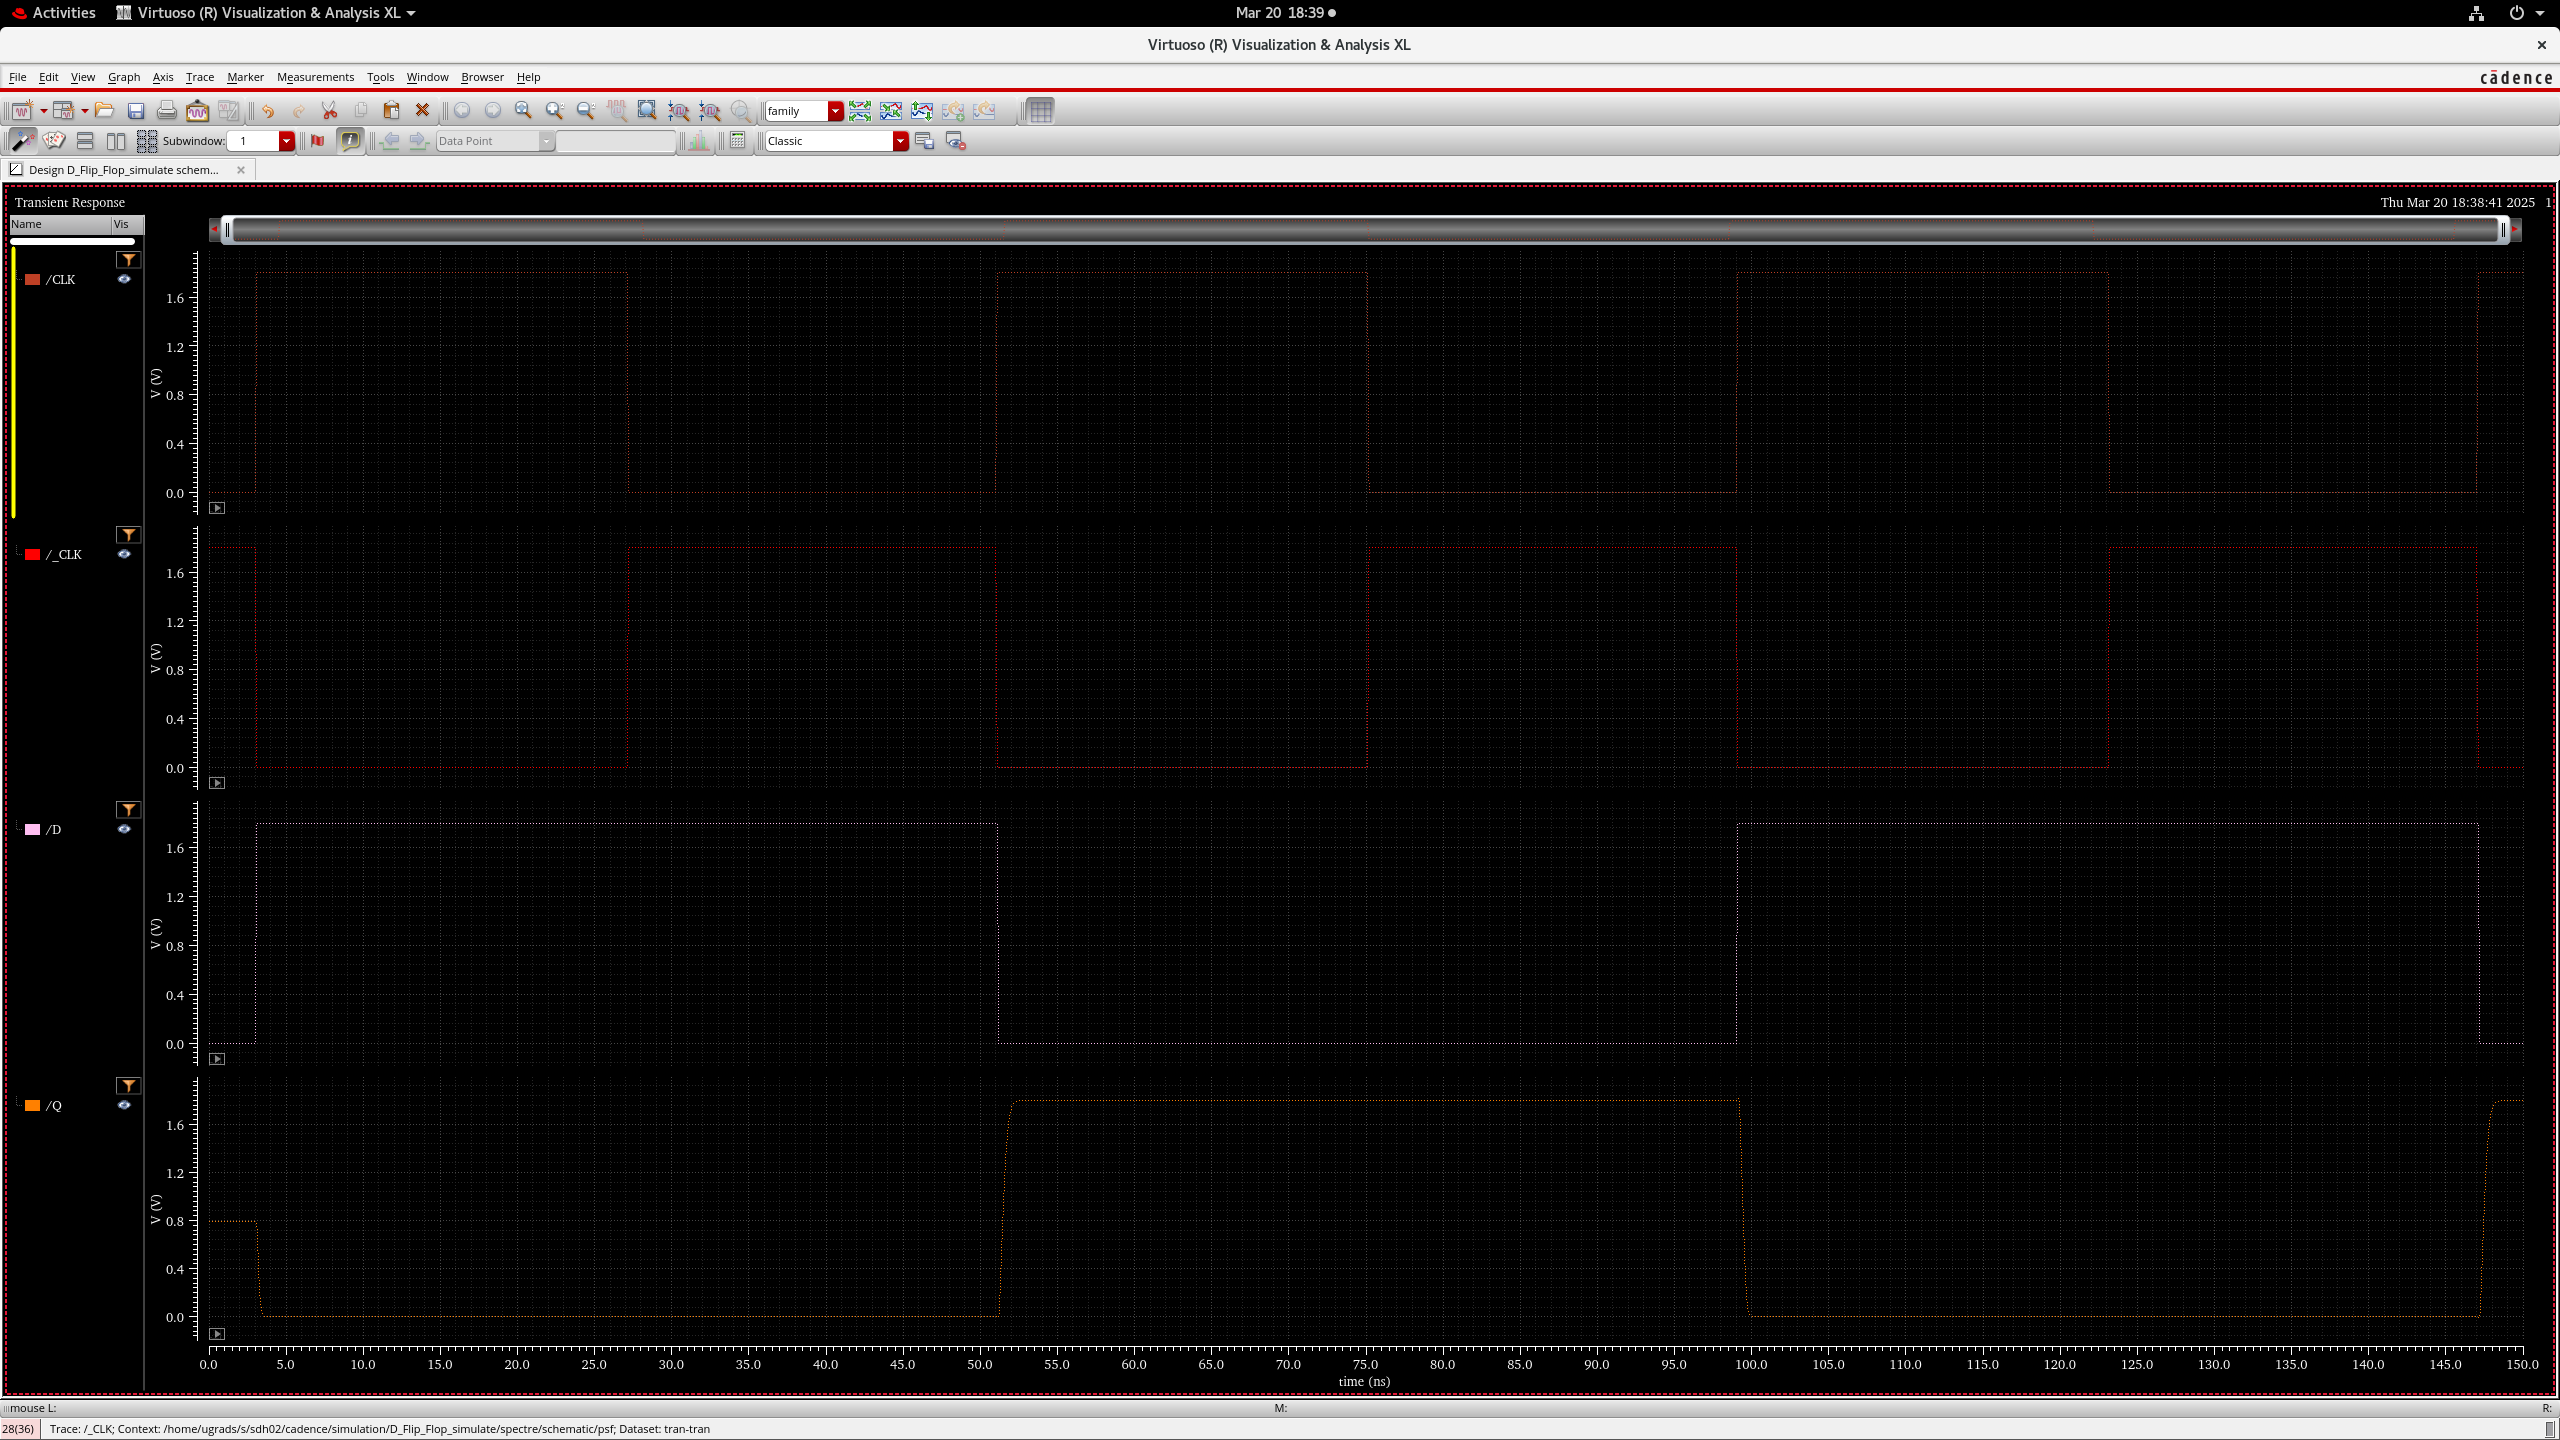 Activities Virtuoso (R) Visualization & Analysis XL Mar 20 18:39
Virtuoso (R) Visualization & Analysis XL
File Edit View Graph Axis Trace Marker Measurements Tools Window Browser Help cādence
family
Subwindow: 1 Data Point Classic
Design D_Flip_Flop_simulate schem...
Transient Response Thu Mar 20 18:38:41 2025 1
Name Vis
/CLK
V (V)
1.6
1.2
0.8
0.4
0.0
/_CLK
V (V)
1.6
1.2
0.8
0.4
0.0
/D
V (V)
1.6
1.2
0.8
0.4
0.0
/Q
V (V)
1.6
1.2
0.8
0.4
0.0
0.0 5.0 10.0 15.0 20.0 25.0 30.0 35.0 40.0 45.0 50.0 55.0 60.0 65.0 70.0 75.0 80.0 85.0 90.0 95.0 100.0 105.0 110.0 115.0 120.0 125.0 130.0 135.0 140.0 145.0 150.0
time (ns)
mouse L: M: R:
28(36) Trace: /_CLK; Context: /home/ugrads/s/sdh02/cadence/simulation/D_Flip_Flop_simulate/spectre/schematic/psf; Dataset: tran-tran